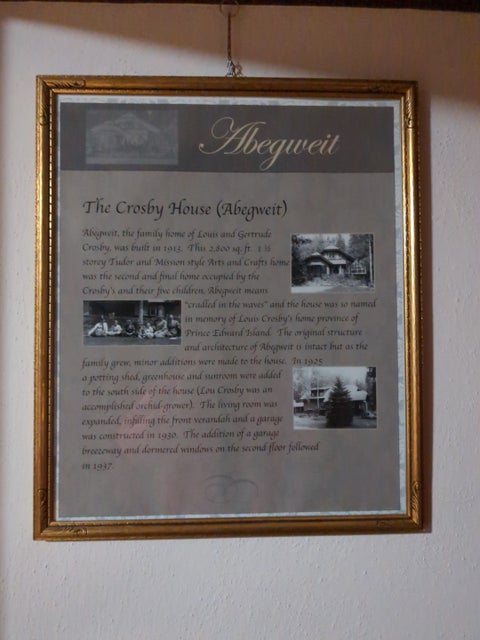 Abegweit
The Crosby House (Abegweit)
Abegweit, the family home of Louis and Gertrude
Crosby, was built in 1913. This 2,800 sq. ft. 1 ½
storey Tudor and Mission style Arts and Crafts home
was the second and final home occupied by the
Crosby's and their five children. Abegweit means
"cradled in the waves" and the house was so named
in memory of Louis Crosby's home province of
Prince Edward Island. The original structure
and architecture of Abegweit is intact but as the
family grew, minor additions were made to the house. In 1925
a potting shed, greenhouse and sunroom were added
to the south side of the house (Lou Crosby was an
accomplished orchid-grower). The living room was
expanded, infilling the front verandah and a garage
was constructed in 1930. The addition of a garage
breezeway and dormered windows on the second floor followed
in 1937.